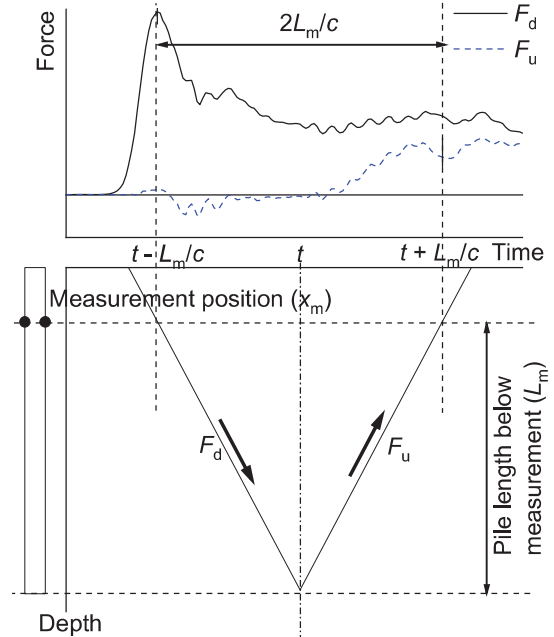 Force
2Lm/c
Fd
Fu
t - Lm/c
t
t + Lm/c
Time
Measurement position (xm)
Fd
Fu
Pile length below
measurement (Lm)
Depth